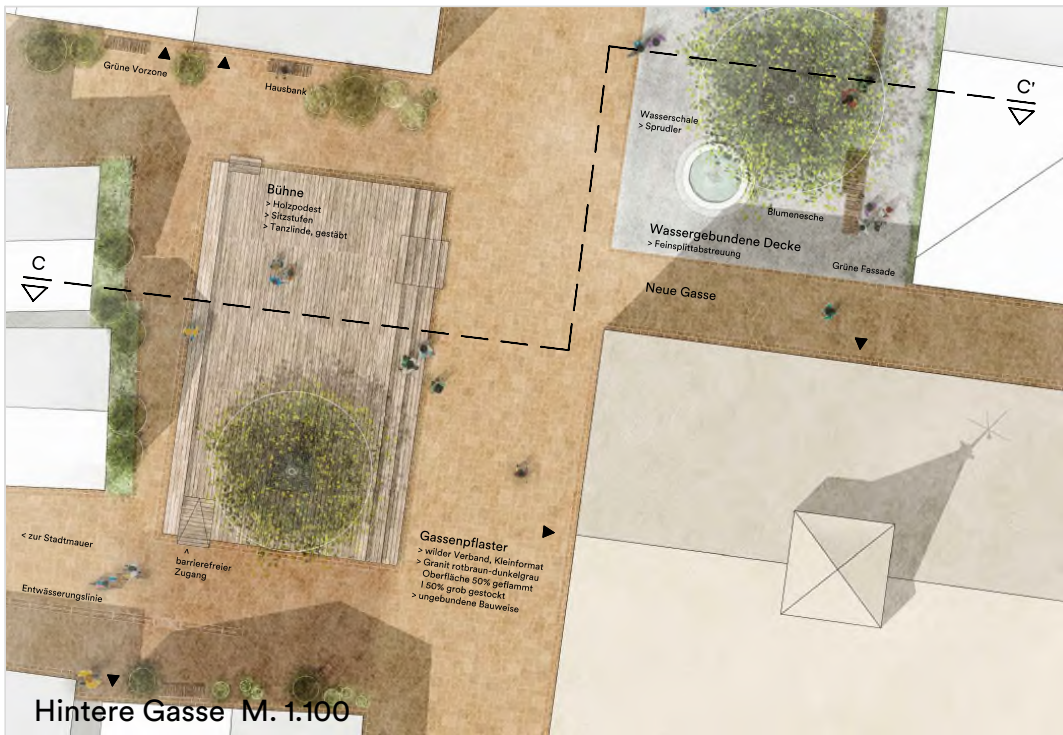 Grüne Vorzone
Hausbank
C'
Wasserschale
> Sprudler
Bühne
> Holzpodest
> Sitzstufen
> Tanzlinde, gestäbt
Blumenesche
Wassergebundene Decke
> Feinsplittabstreuung
Grüne Fassade
C
Neue Gasse
Gassenpflaster
> wilder Verband, Kleinformat
> Granit rotbraun-dunkelgrau
Oberfläche 50% geflammt
I 50% grob gestockt
> ungebundene Bauweise
< zur Stadtmauer
^
barrierefreier
Zugang
Entwässerungslinie
Hintere Gasse M. 1.100